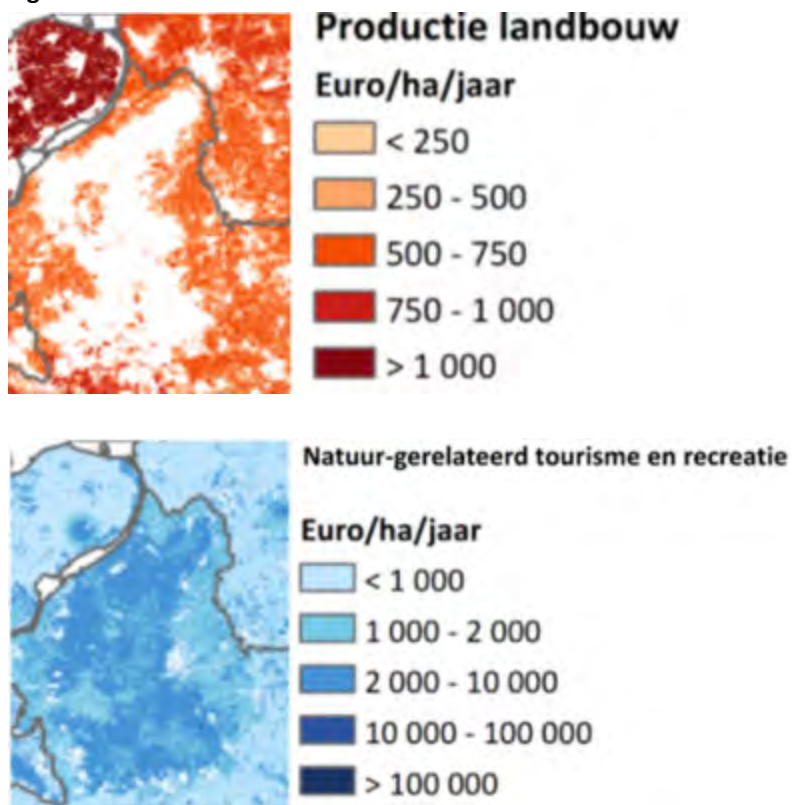 Productie landbouw
Euro/ha/jaar
< 250
250 - 500
500 - 750
750 - 1 000
> 1 000
Natuur-gerelateerd tourisme en recreatie
Euro/ha/jaar
< 1 000
1 000 - 2 000
2 000 - 10 000
10 000 - 100 000
> 100 000